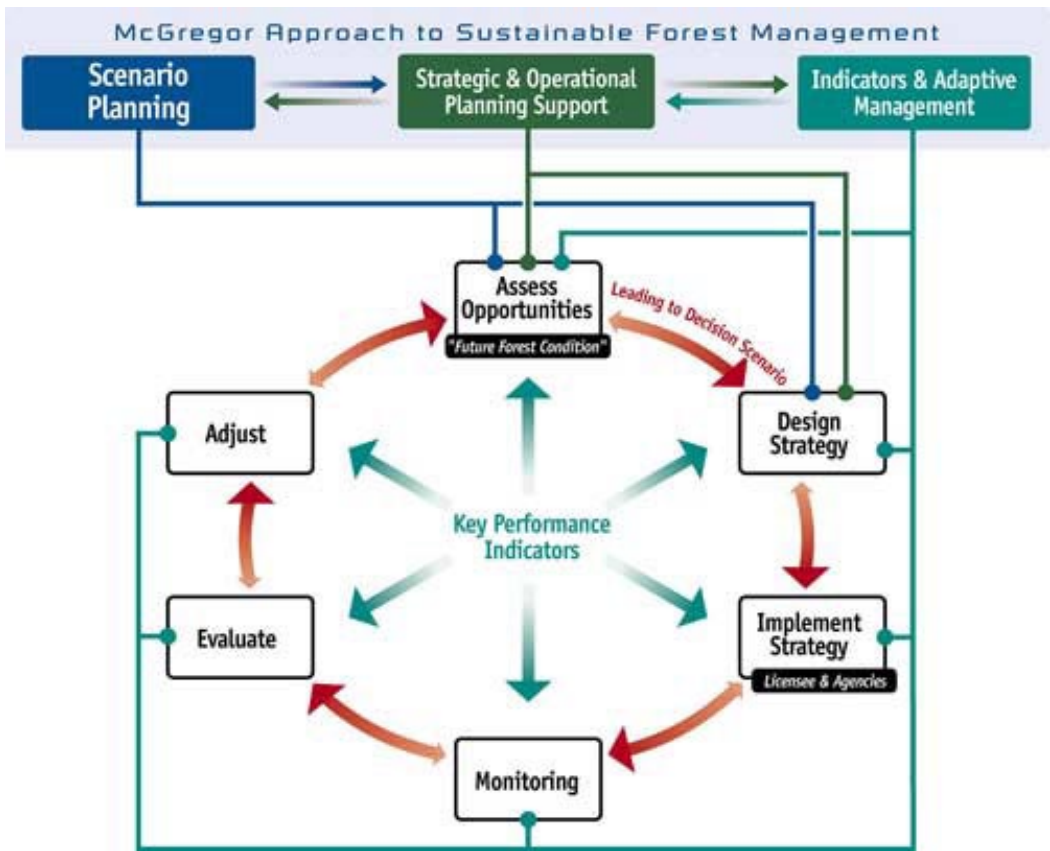 McGregor Approach to Sustainable Forest Management
Scenario
Planning
Strategic & Operational
Planning Support
Indicators & Adaptive
Management
Assess
Opportunities
"Future Forest Condition"
Leading to Decision Scenario
Adjust
Design
Strategy
Key Performance
Indicators
Evaluate
Implement
Strategy
Licensee & Agencies
Monitoring